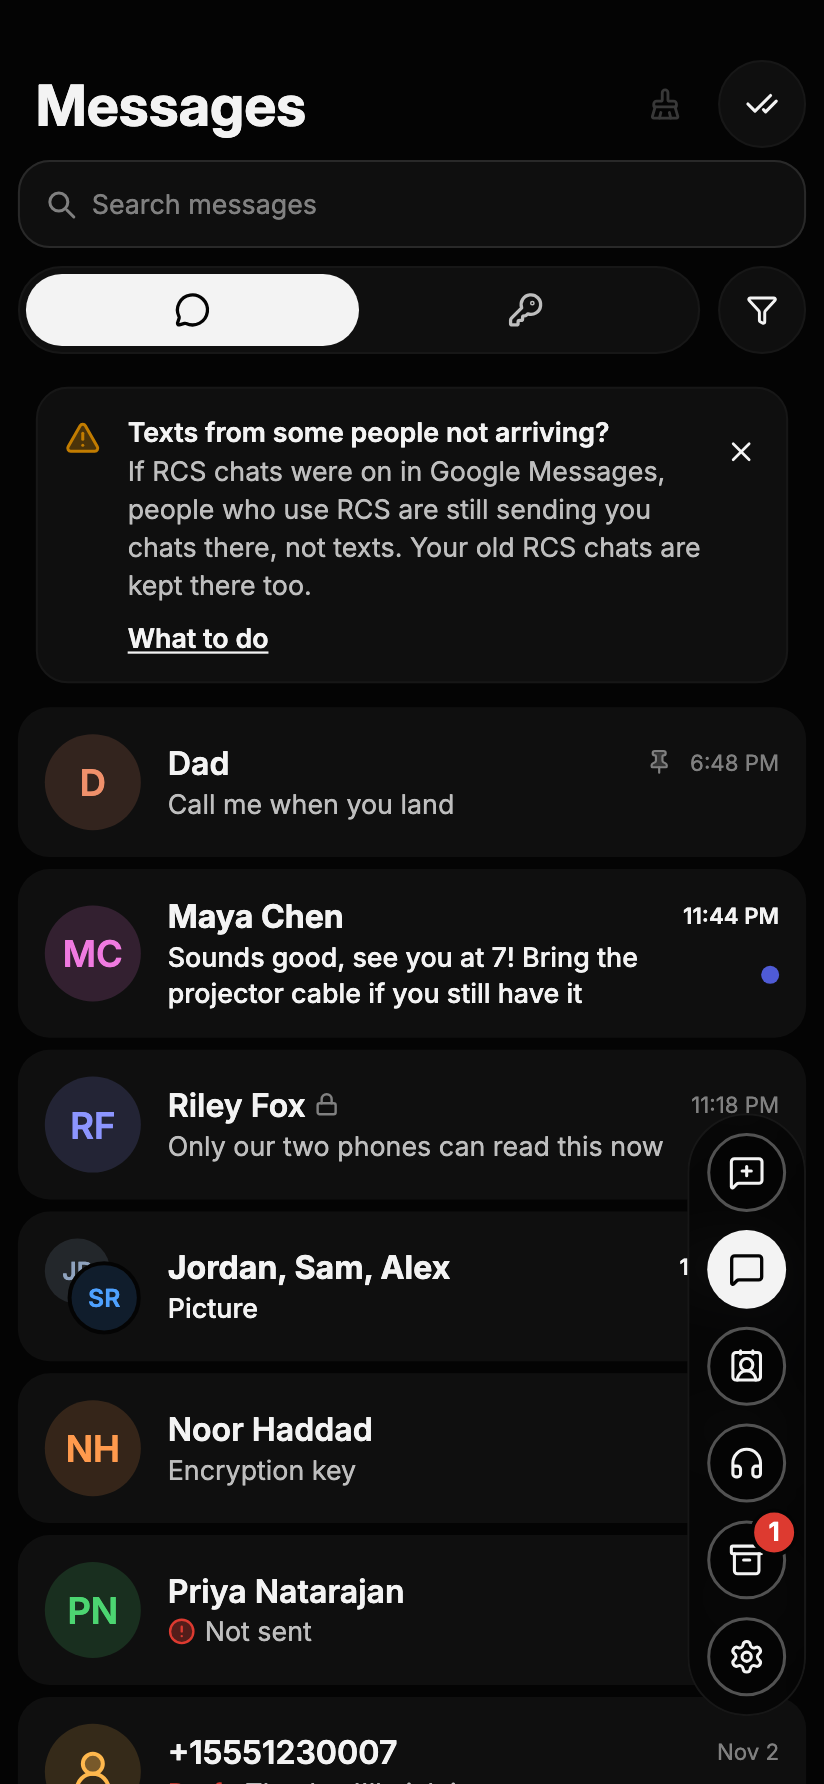 Messages
Search messages
Texts from some people not arriving?
If RCS chats were on in Google Messages,
people who use RCS are still sending you
chats there, not texts. Your old RCS chats are
kept there too.
What to do
D
Dad
6:48 PM
Call me when you land
MC
Maya Chen
11:44 PM
Sounds good, see you at 7! Bring the
projector cable if you still have it
RF
Riley Fox
11:18 PM
Only our two phones can read this now
SR
Jordan, Sam, Alex
1
Picture
NH
Noor Haddad
Encryption key
1
PN
Priya Natarajan
Not sent
+15551230007
Nov 2